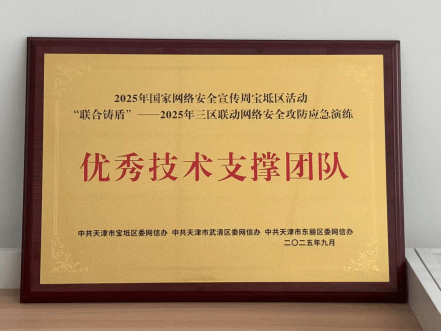 2025年国家网络安全宣传周宝坻区活动
“联合铸盾”——2025年三区联动网络安全攻防应急演练
优秀技术支撑团队
中共天津市宝坻区委网信办 中共天津市武清区委网信办 中共天津市东丽区委网信办
二〇二五年九月